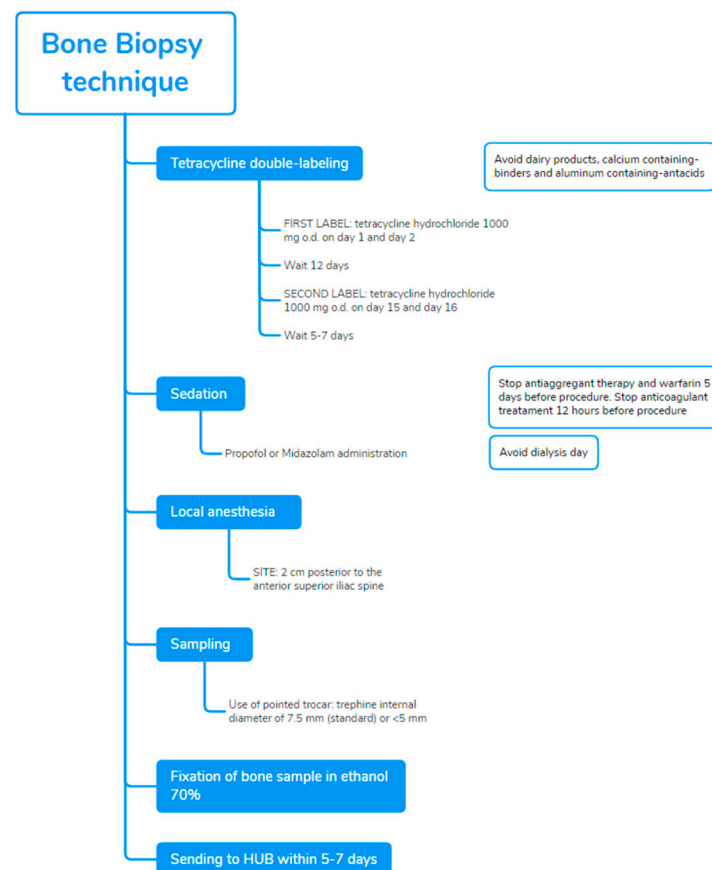 Bone Biopsy
technique
Tetracycline double-labeling
Avoid dairy products, calcium containing-
binders and aluminum containing-antacids
FIRST LABEL: tetracycline hydrochloride 1000
mg o.d. on day 1 and day 2
Wait 12 days
SECOND LABEL: tetracycline hydrochloride
1000 mg o.d. on day 15 and day 16
Wait 5-7 days
Sedation
Stop antiaggregant therapy and warfarin 5
days before procedure. Stop anticoagulant
treatament 12 hours before procedure
Propofol or Midazolam administration
Avoid dialysis day
Local anesthesia
SITE: 2 cm posterior to the
anterior superior iliac spine
Sampling
Use of pointed trocar: trephine internal
diameter of 7.5 mm (standard) or <5 mm
Fixation of bone sample in ethanol
70%
Sending to HUB within 5-7 days